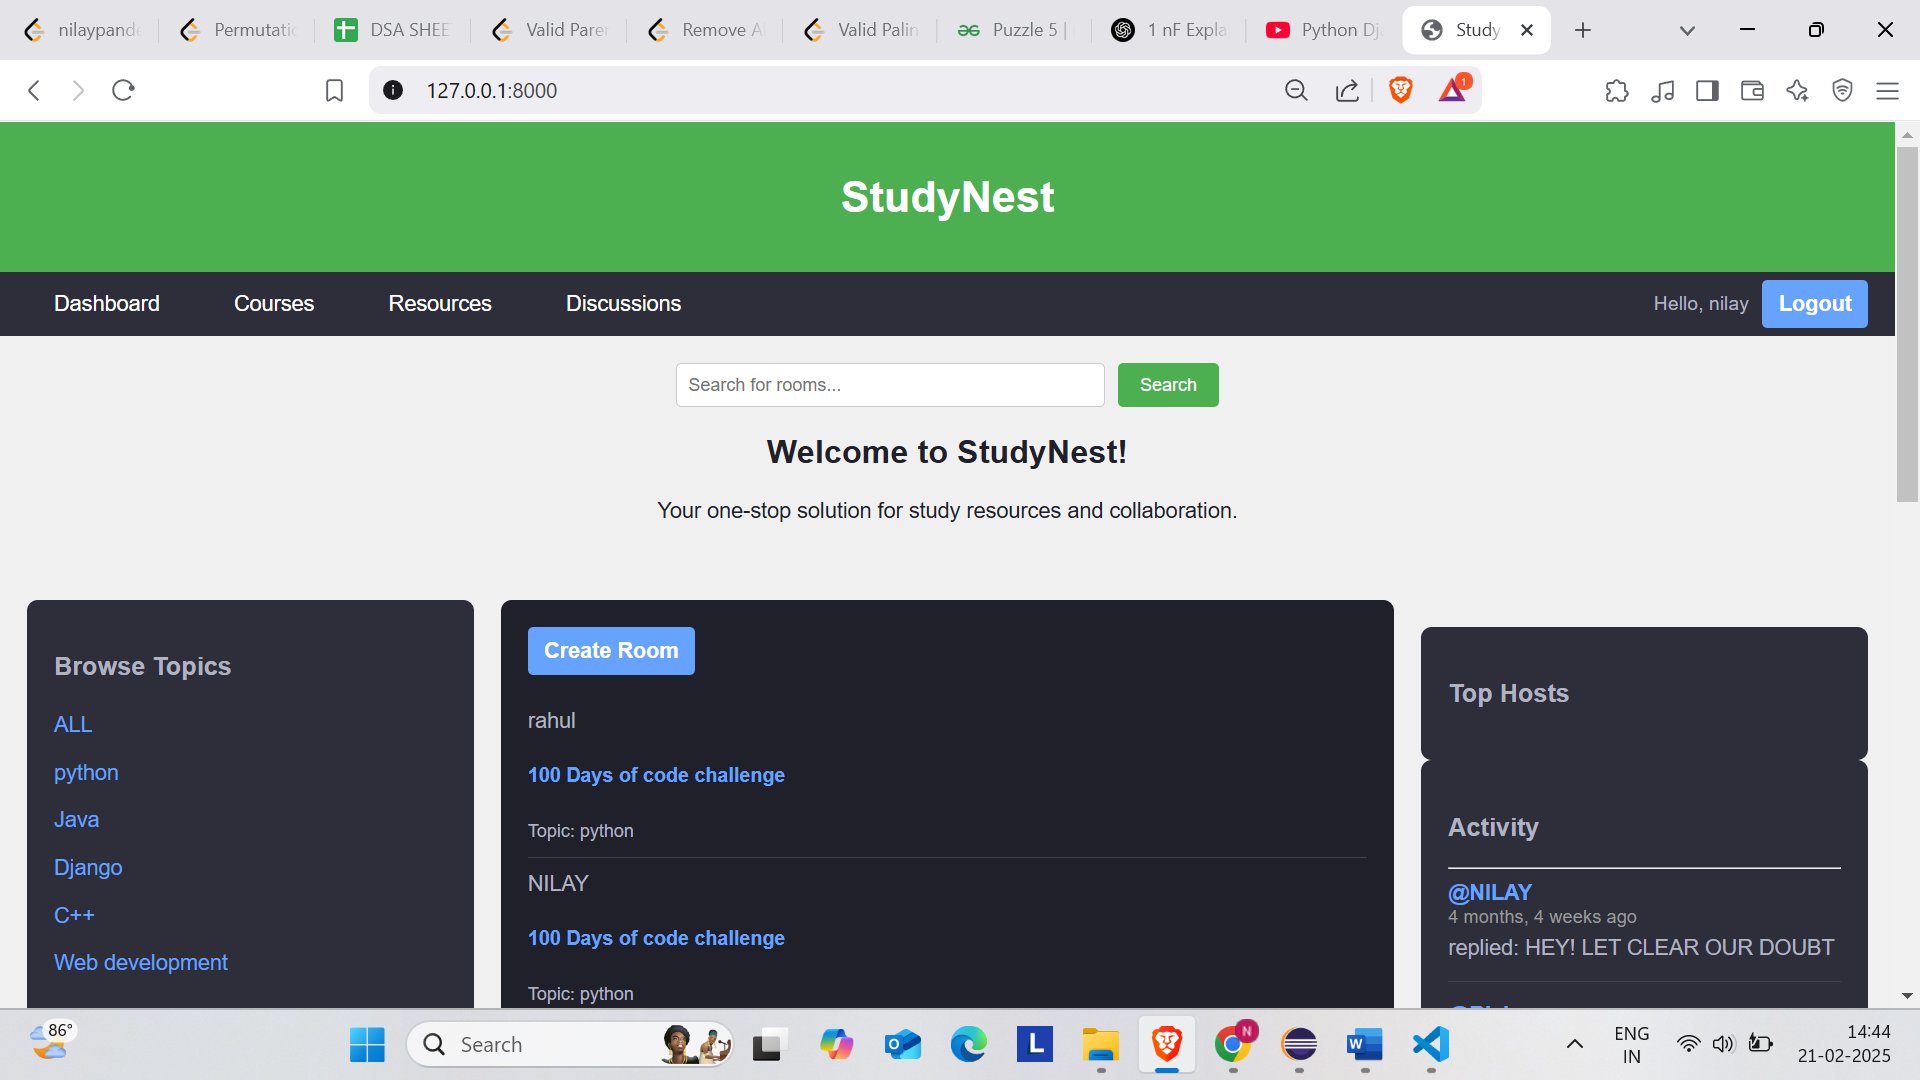 nilaypande
Permutatic
DSA SHEE
Valid Paren
Remove A
Valid Palin
Puzzle 5 |
1 nF Expla
Python Dj
Study
127.0.0.1:8000
1
StudyNest
Dashboard Courses Resources Discussions Hello, nilay Logout
Search for rooms... Search
Welcome to StudyNest!
Your one-stop solution for study resources and collaboration.
Browse Topics
ALL
python
Java
Django
C++
Web development
Create Room
rahul
100 Days of code challenge
Topic: python
NILAY
100 Days of code challenge
Topic: python
Top Hosts
Activity
@NILAY
4 months, 4 weeks ago
replied: HEY! LET CLEAR OUR DOUBT
86°
Search
L
N
W
ENG
IN
14:44
21-02-2025